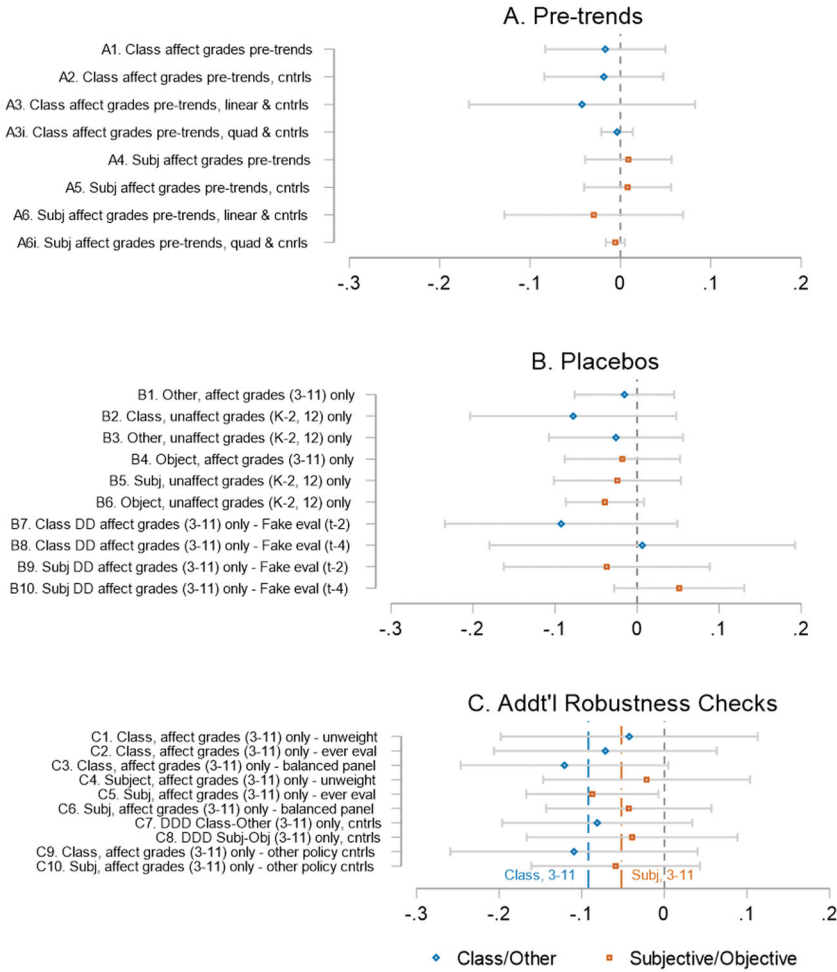 A. Pre-trends
A1. Class affect grades pre-trends
A2. Class affect grades pre-trends, cntrls
A3. Class affect grades pre-trends, linear & cntrls
A3i. Class affect grades pre-trends, quad & cntrls
A4. Subj affect grades pre-trends
A5. Subj affect grades pre-trends, cntrls
A6. Subj affect grades pre-trends, linear & cntrls
A6i. Subj affect grades pre-trends, quad & cnrls
-.3 -.2 -.1 0 .1 .2
B. Placebos
B1. Other, affect grades (3-11) only
B2. Class, unaffect grades (K-2, 12) only
B3. Other, unaffect grades (K-2, 12) only
B4. Object, affect grades (3-11) only
B5. Subj, unaffect grades (K-2, 12) only
B6. Object, unaffect grades (K-2, 12) only
B7. Class DD affect grades (3-11) only - Fake eval (t-2)
B8. Class DD affect grades (3-11) only - Fake eval (t-4)
B9. Subj DD affect grades (3-11) only - Fake eval (t-2)
B10. Subj DD affect grades (3-11) only - Fake eval (t-4)
-.3 -.2 -.1 0 .1 .2
C. Addt'l Robustness Checks
C1. Class, affect grades (3-11) only - unweight
C2. Class, affect grades (3-11) only - ever eval
C3. Class, affect grades (3-11) only - balanced panel
C4. Subject, affect grades (3-11) only - unweight
C5. Subj, affect grades (3-11) only - ever eval
C6. Subj, affect grades (3-11) only - balanced panel
C7. DDD Class-Other (3-11) only, cntrls
C8. DDD Subj-Obj (3-11) only, cntrls
C9. Class, affect grades (3-11) only - other policy cntrls
C10. Subj, affect grades (3-11) only - other policy cntrls
Class, 3-11 Subj, 3-11
-.3 -.2 -.1 0 .1 .2
Class/Other Subjective/Objective